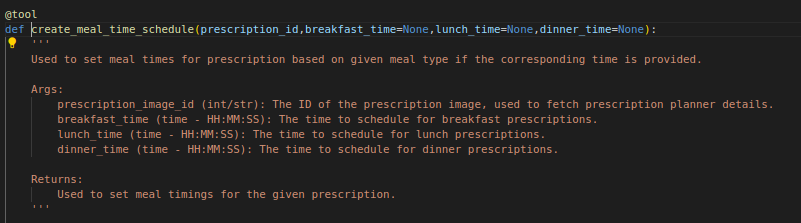 @tool
def create_meal_time_schedule(prescription_id,breakfast_time=None,lunch_time=None,dinner_time=None):
'''
Used to set meal times for prescription based on given meal type if the corresponding time is provided.
Args:
prescription_image_id (int/str): The ID of the prescription image, used to fetch prescription planner details.
breakfast_time (time - HH:MM:SS): The time to schedule for breakfast prescriptions.
lunch_time (time - HH:MM:SS): The time to schedule for lunch prescriptions.
dinner_time (time - HH:MM:SS): The time to schedule for dinner prescriptions.
Returns:
Used to set meal timings for the given prescription.
'''